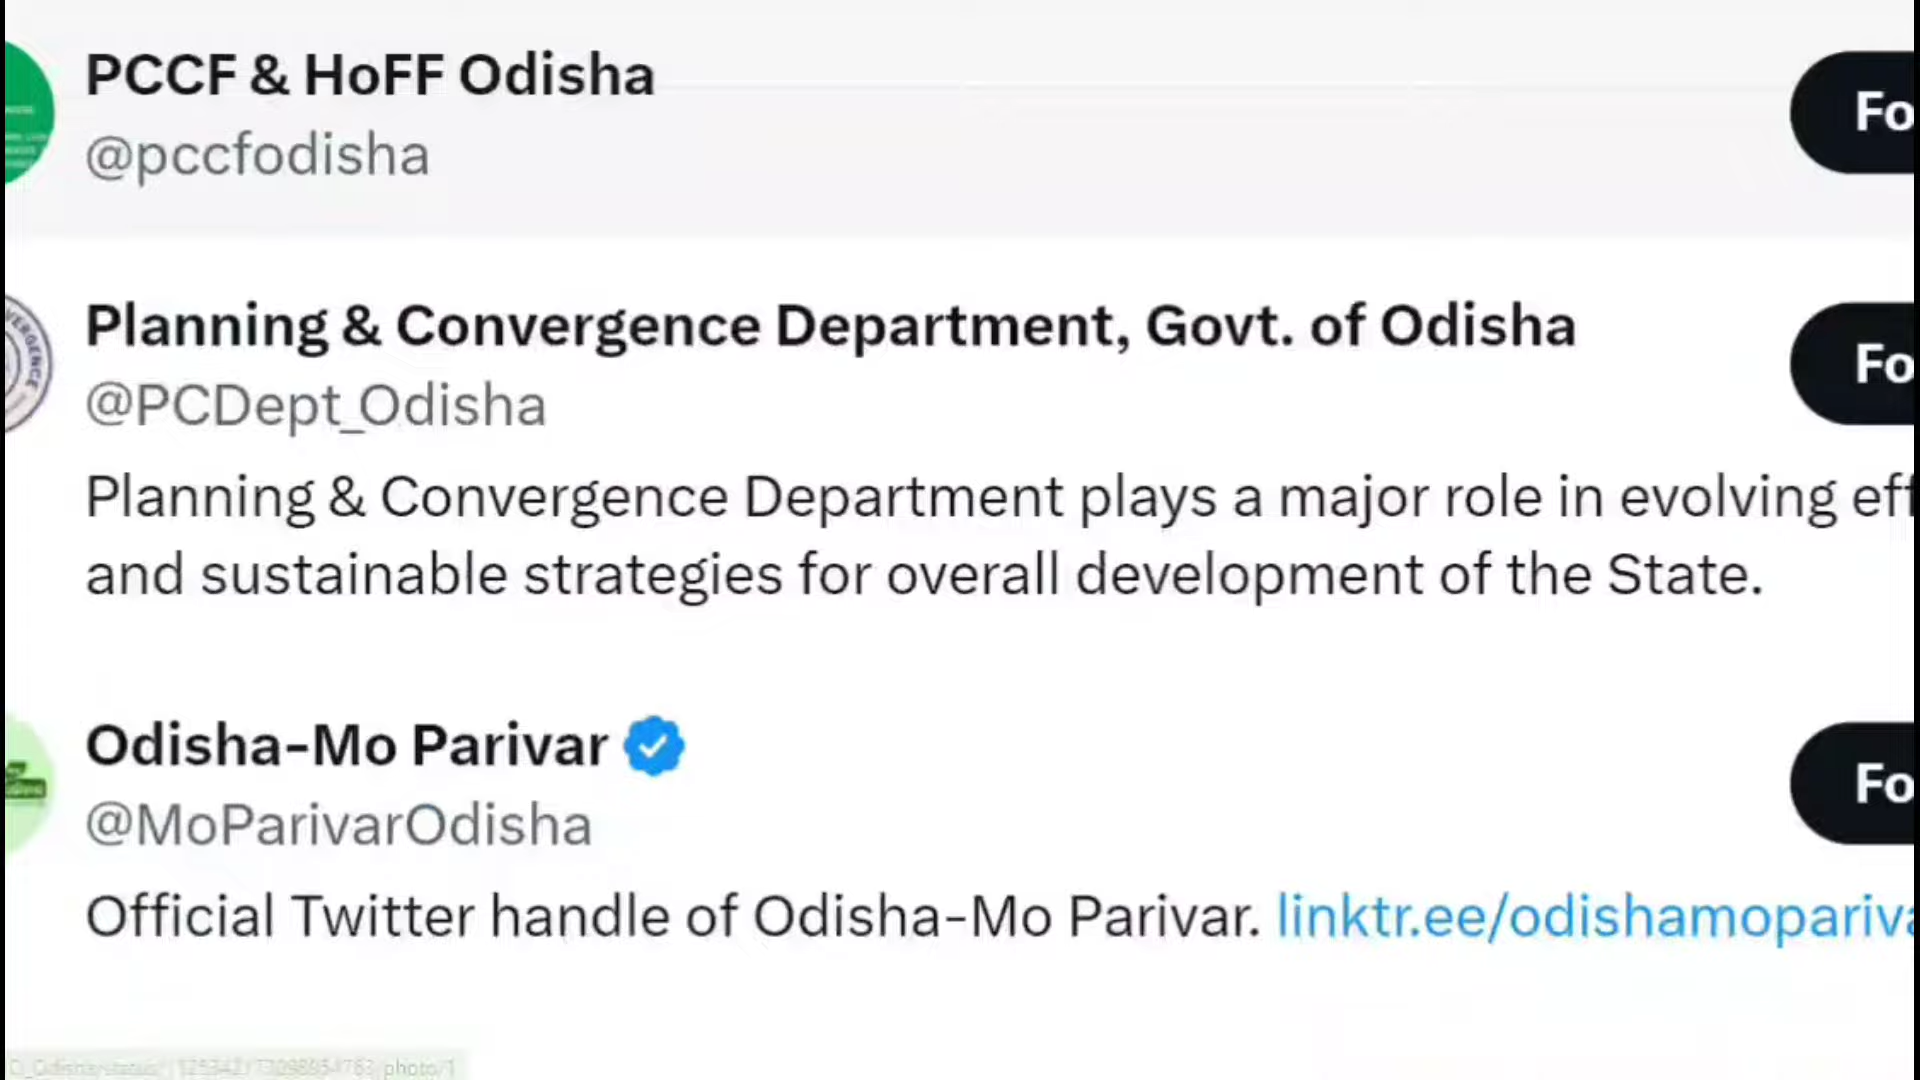 PCCF & HoFF Odisha
Fo
@pccfodisha
Planning & Convergence Department, Govt. of Odisha
Fo
@PCDept_Odisha
Planning & Convergence Department plays a major role in evolving eff
and sustainable strategies for overall development of the State.
Odisha-Mo Parivar
Fo
@MoParivarOdisha
Official Twitter handle of Odisha-Mo Parivar. linktr.ee/odishamopariva